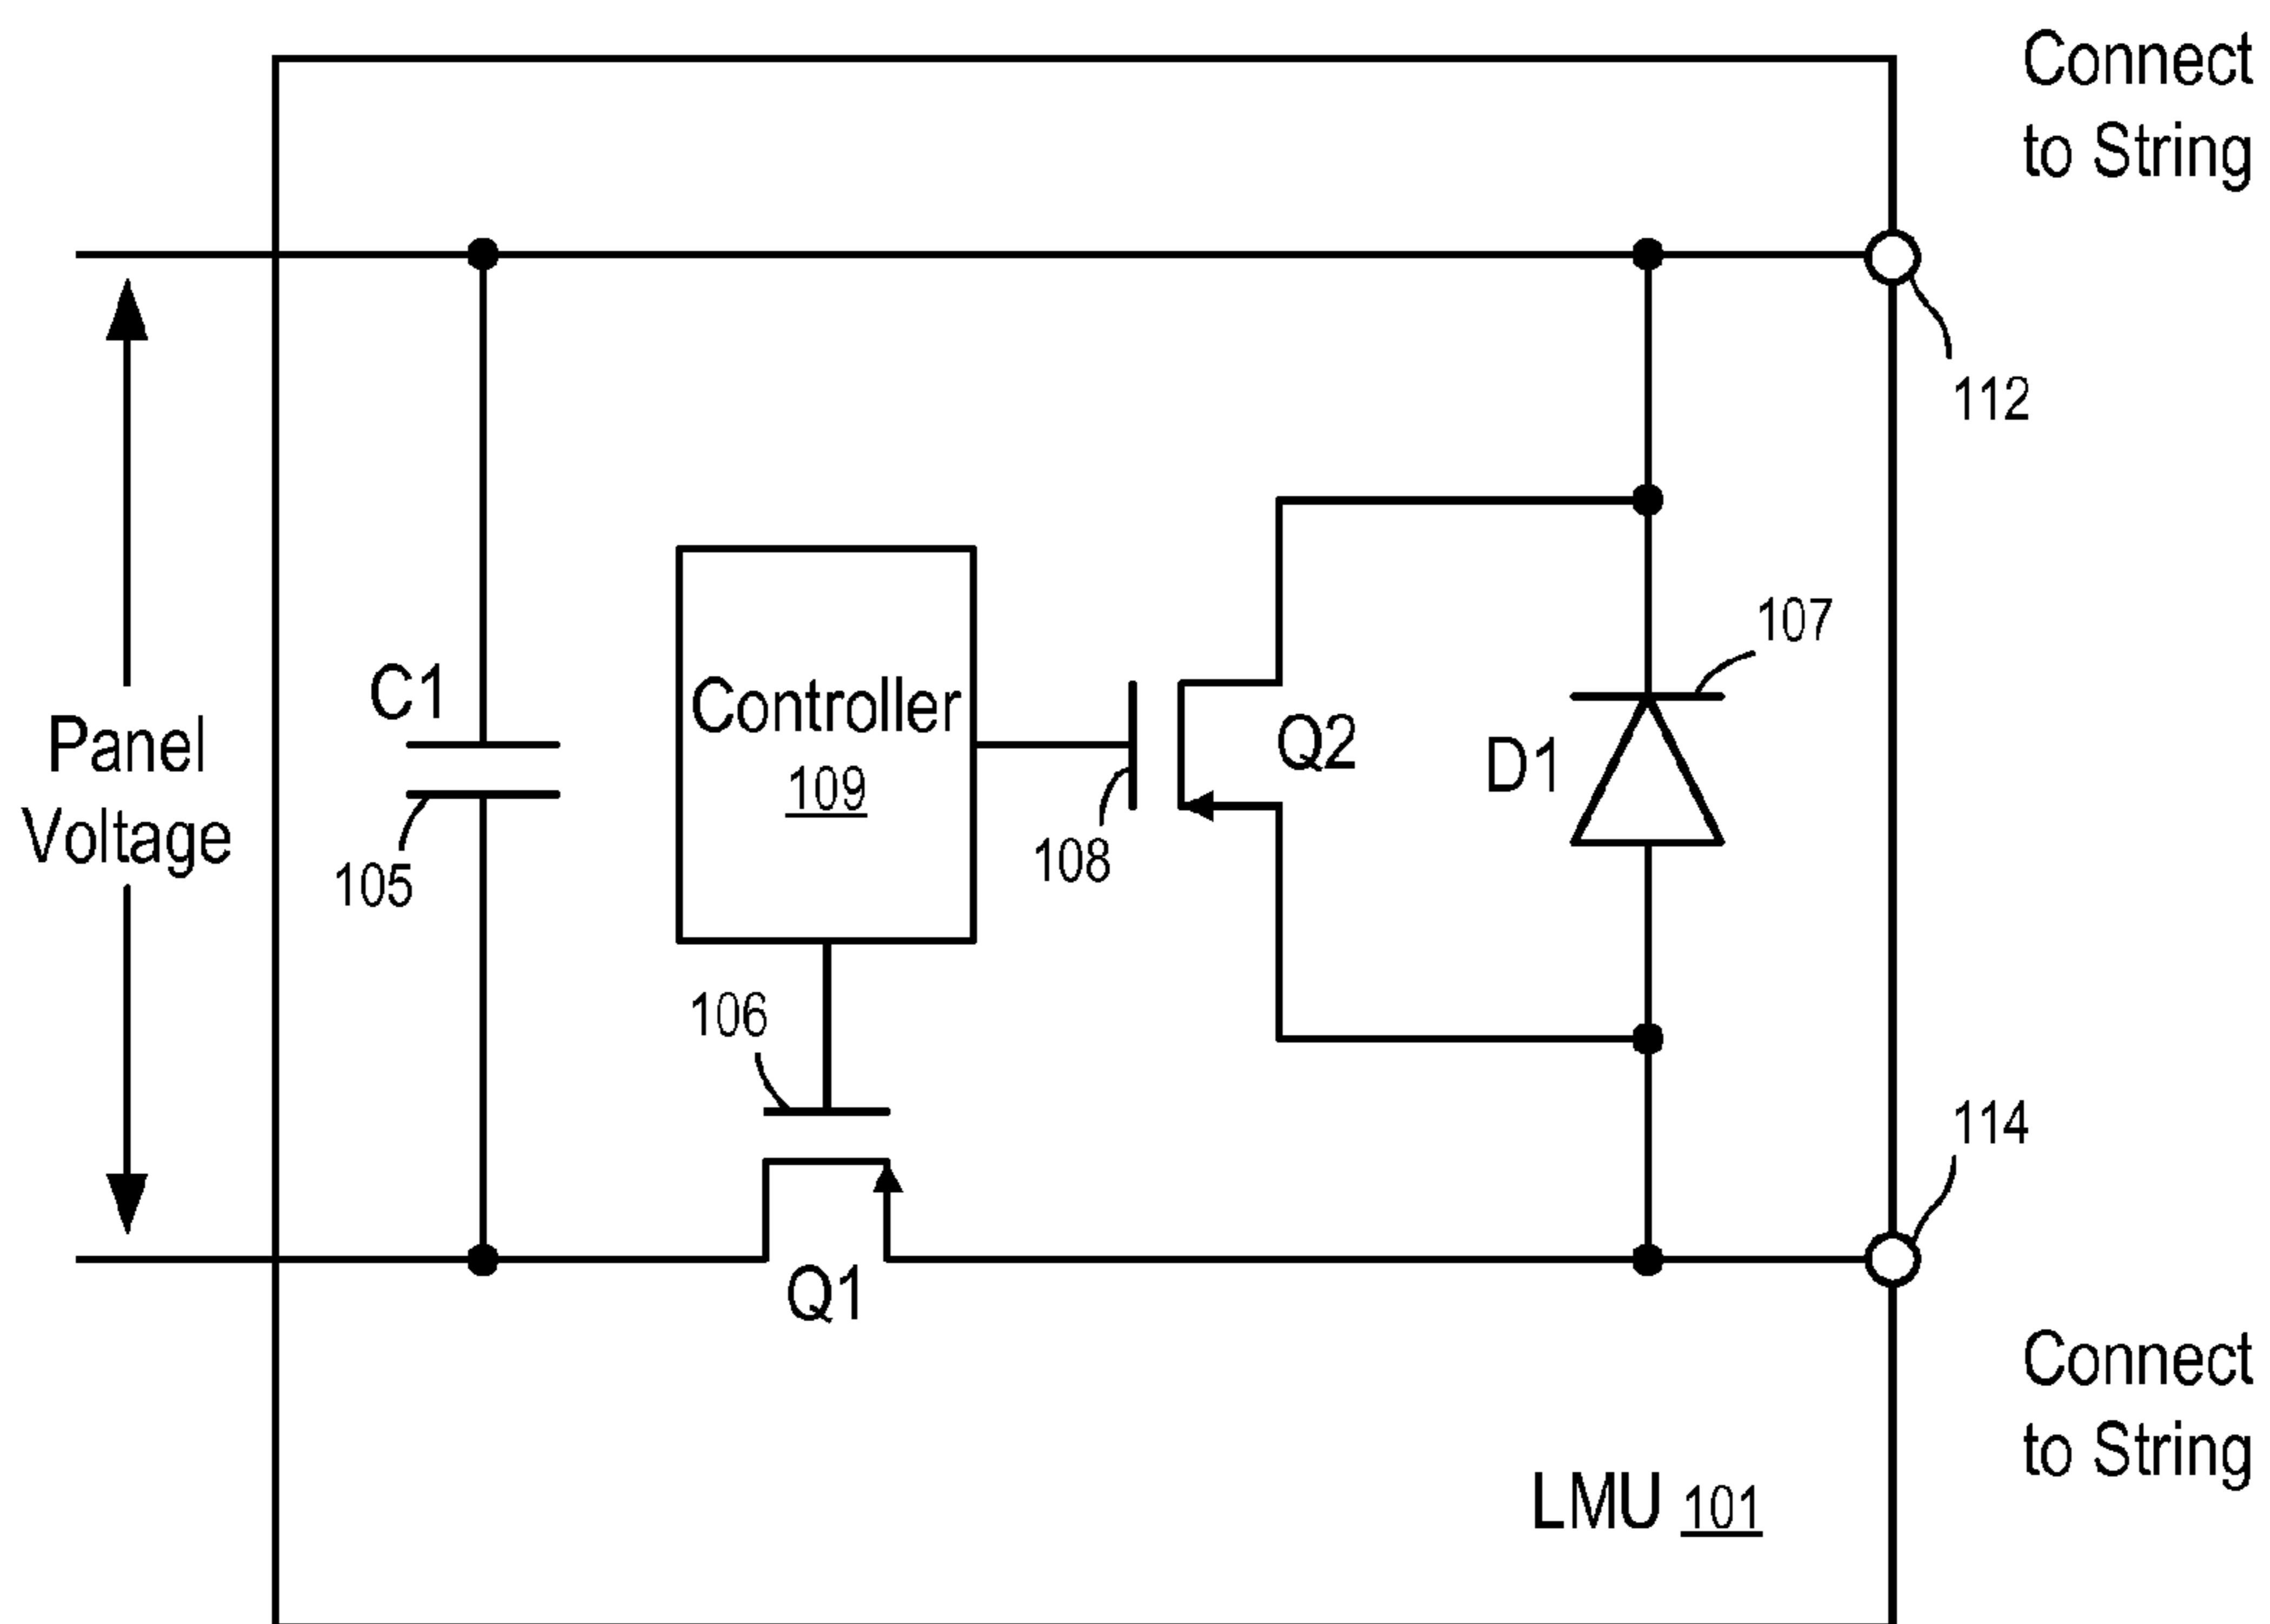 Connect
to String
112
107
C1
Controller
109
Q2
D1
Panel
Voltage
105
108
106
114
Q1
Connect
to String
LMU 101